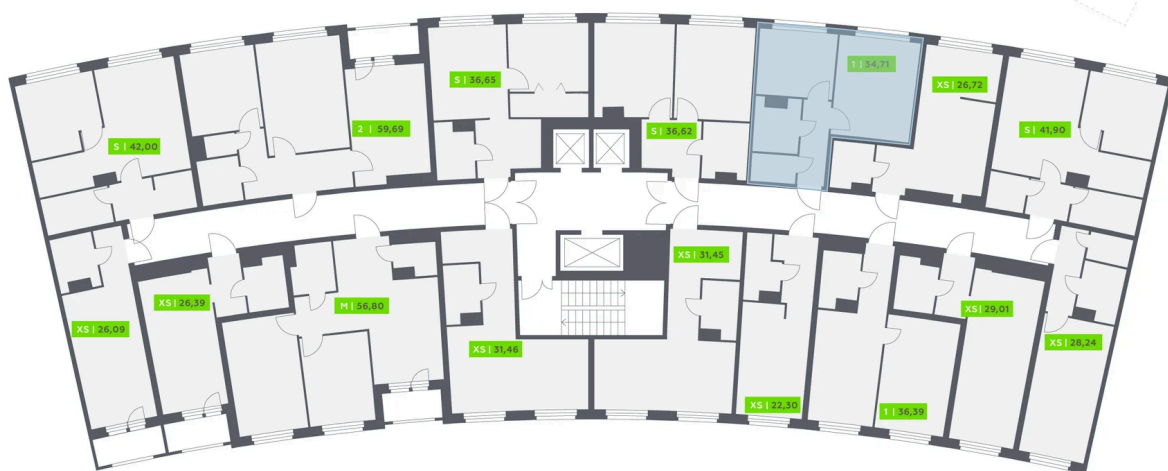 S | 42,00
2 | 59,69
S | 36,65
S | 36,62
1 | 34,71
XS | 26,72
S | 41,90
XS | 26,09
XS | 26,39
M | 56,80
XS | 31,46
XS | 31,45
XS | 22,30
1 | 36,39
XS | 29,01
XS | 28,24